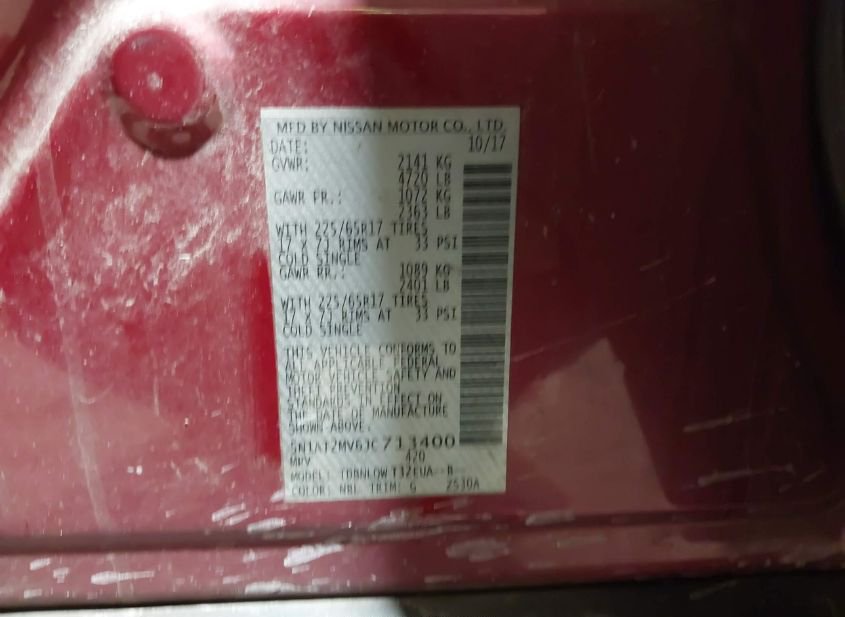 MFD BY NISSAN MOTOR CO., LTD.
DATE: 10/17
GVWR: 2141 KG
4720 LB
GAWR FR.: 1072 KG
2363 LB
WITH 225/65R17 TIRES
17 X 7J RIMS AT 33 PSI
COLD SINGLE
GAWR RR.: 1089 KG
2401 LB
WITH 225/65R17 TIRES
17 X 7J RIMS AT 33 PSI
COLD SINGLE
THIS VEHICLE CONFORMS TO
ALL APPLICABLE FEDERAL
MOTOR VEHICLE SAFETY AND
THEFT PREVENTION
STANDARDS IN EFFECT ON
THE DATE OF MANUFACTURE
SHOWN ABOVE.
5N1AT2MV6JC713400
MPV 420
MODEL:
COLOR: NBL TRIM: G 2530A